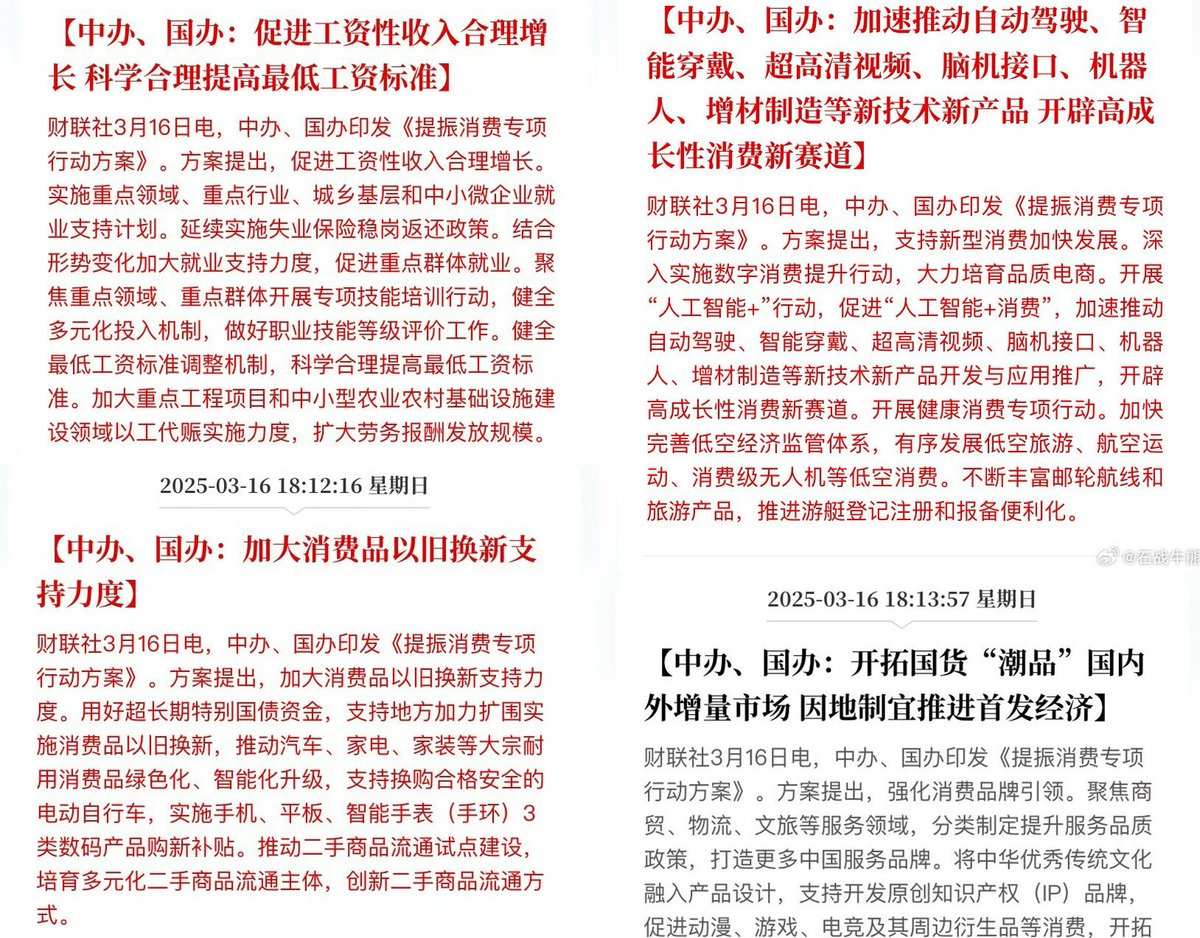 【中办、国办：促进工资性收入合理增
长 科学合理提高最低工资标准】
财联社3月16日电，中办、国办印发《提振消费专项
行动方案》。方案提出，促进工资性收入合理增长。
实施重点领域、重点行业、城乡基层和中小微企业就
业支持计划。延续实施失业保险稳岗返还政策。结合
形势变化加大就业支持力度，促进重点群体就业。聚
焦重点领域、重点群体开展专项技能培训行动，健全
多元化投入机制，做好职业技能等级评价工作。健全
最低工资标准调整机制，科学合理提高最低工资标
准。加大重点工程项目和中小型农业农村基础设施建
设领域以工代赈实施力度，扩大劳务报酬发放规模。
2025-03-16 18:12:16 星期日
【中办、国办：加大消费品以旧换新支
持力度】
财联社3月16日电，中办、国办印发《提振消费专项
行动方案》。方案提出，加大消费品以旧换新支持力
度。用好超长期特别国债资金，支持地方加力扩围实
施消费品以旧换新，推动汽车、家电、家装等大宗耐
用消费品绿色化、智能化升级，支持换购合格安全的
电动自行车，实施手机、平板、智能手表（手环）3
类数码产品购新补贴。推动二手商品流通试点建设，
培育多元化二手商品流通主体，创新二手商品流通方
式。
【中办、国办：加速推动自动驾驶、智
能穿戴、超高清视频、脑机接口、机器
人、增材制造等新技术新产品 开辟高成
长性消费新赛道】
财联社3月16日电，中办、国办印发《提振消费专项
行动方案》。方案提出，支持新型消费加快发展。深
入实施数字消费提升行动，大力培育品质电商。开展
“人工智能+”行动，促进“人工智能+消费”，加速推动
自动驾驶、智能穿戴、超高清视频、脑机接口、机器
人、增材制造等新技术新产品开发与应用推广，开辟
高成长性消费新赛道。开展健康消费专项行动。加快
完善低空经济监管体系，有序发展低空旅游、航空运
动、消费级无人机等低空消费。不断丰富邮轮航线和
旅游产品，推进游艇登记注册和报备便利化。
@石战牛熊
2025-03-16 18:13:57 星期日
【中办、国办：开拓国货“潮品”国内
外增量市场 因地制宜推进首发经济】
财联社3月16日电，中办、国办印发《提振消费专项
行动方案》。方案提出，强化消费品牌引领。聚焦商
贸、物流、文旅等服务领域，分类制定提升服务品质
政策，打造更多中国服务品牌。将中华优秀传统文化
融入产品设计，支持开发原创知识产权（IP）品牌，
促进动漫、游戏、电竞及其周边衍生品等消费，开拓